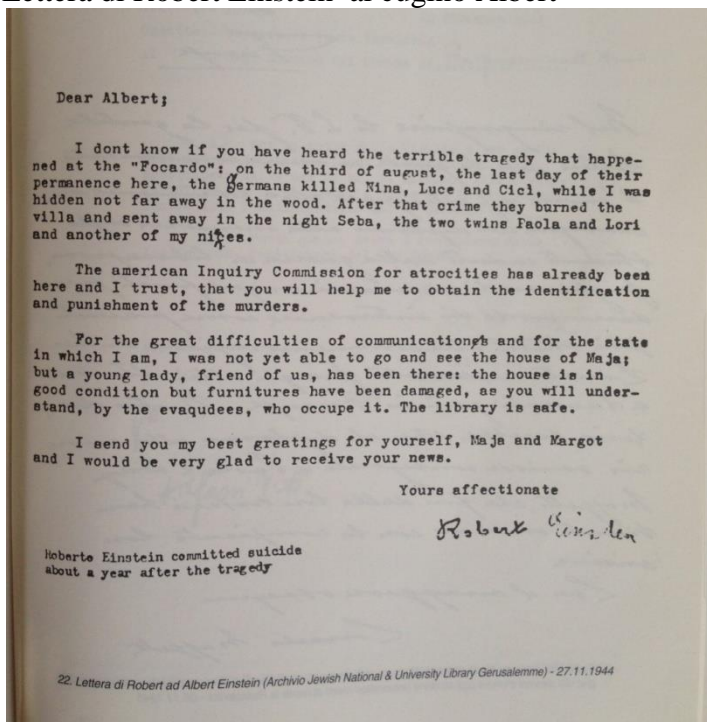 Lettera di Robert Einstein al cugino Albert
Dear Albert;
I dont know if you have heard the terrible tragedy that happe-
ned at the "Focardo": on the third of august, the last day of their
permanence here, the germans killed Nina, Luce and Cici, while I was
hidden not far away in the wood. After that crime they burned the
villa and sent away in the night Seba, the two twins Paola and Lori
and another of my nices.
The american Inquiry Commission for atrocities has already been
here and I trust, that you will help me to obtain the identification
and punishment of the murders.
For the great difficulties of communications and for the state
in which I am, I was not yet able to go and see the house of Maja;
but a young lady, friend of us, has been there: the house is in
good condition but furnitures have been damaged, as you will under-
stand, by the evaqudees, who occupe it. The library is safe.
I send you my best greatings for yourself, Maja and Margot
and I would be very glad to receive your news.
Yours affectionate
Robert Einstein
Roberto Einstein committed suicide
about a year after the tragedy
22. Lettera di Robert ad Albert Einstein (Archivio Jewish National & University Library Gerusalemme) - 27.11.1944